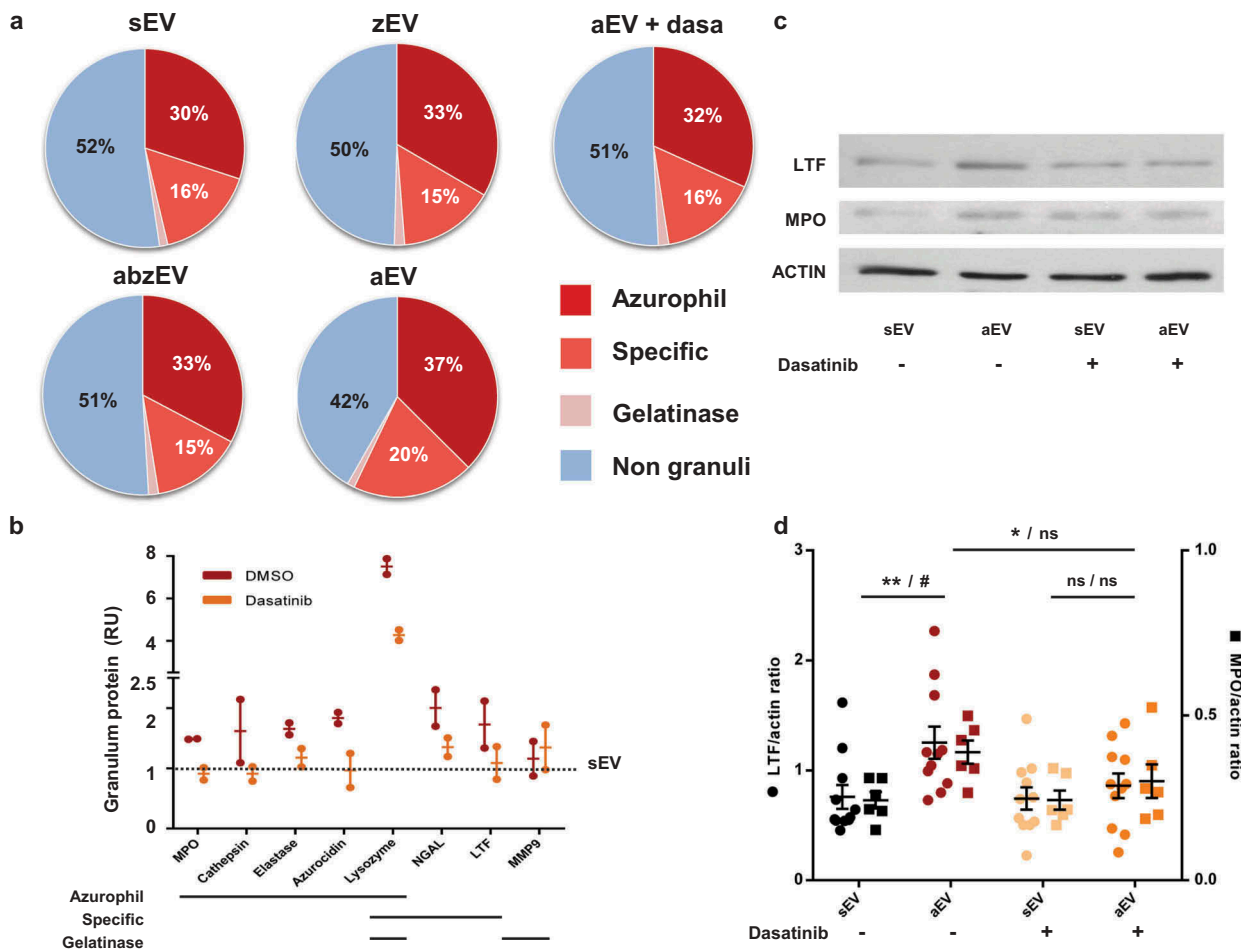 a
sEV
zEV
aEV + dasa
30%
16%
52%
33%
15%
50%
32%
16%
51%
abzEV
aEV
33%
15%
51%
37%
20%
42%
Azurophil
Specific
Gelatinase
Non granuli
b
Granulum protein (RU)
8
6
4
2.5
2
1
0
DMSO
Dasatinib
sEV
MPO
Cathepsin
Elastase
Azurocidin
Lysozyme
NGAL
LTF
MMP9
Azurophil
Specific
Gelatinase
c
LTF
MPO
ACTIN
sEV aEV sEV aEV
Dasatinib - - + +
d
LTF/actin ratio
3
2
1
0
** / #
* / ns
ns / ns
1.0
0.5
0.0
MPO/actin ratio
sEV aEV sEV aEV
Dasatinib - - + +